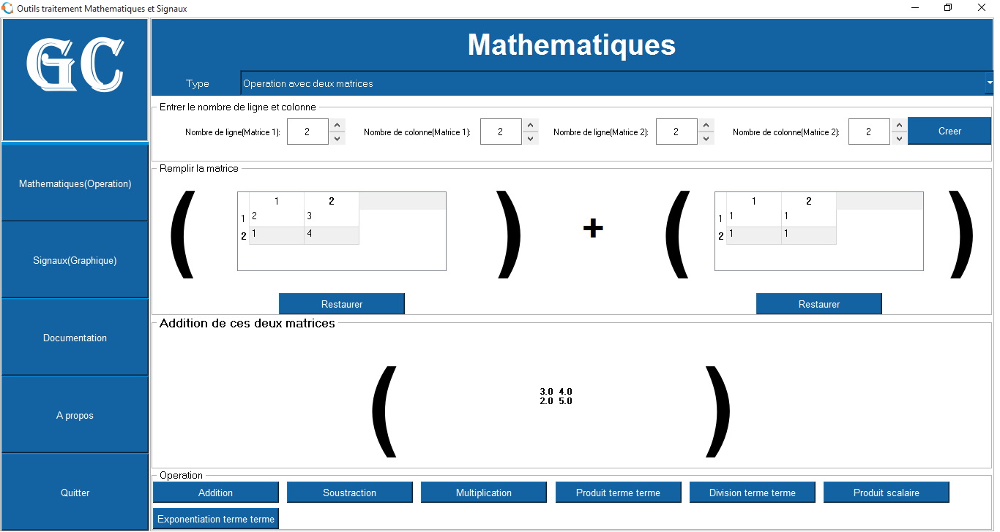 Outils traitement Mathematiques et Signaux
GC
Mathematiques
Type Operation avec deux matrices
Entrer le nombre de ligne et colonne
Nombre de ligne(Matrice 1): 2 Nombre de colonne(Matrice 1): 2 Nombre de ligne(Matrice 2): 2 Nombre de colonne(Matrice 2): 2 Creer
Mathematiques(Operation)
Signaux(Graphique)
Documentation
A propos
Quitter
Remplir la matrice
( 1 2 ) + ( 1 2 )
1 2 3 1 1 1
2 1 4 2 1 1
Restaurer Restaurer
Addition de ces deux matrices
( 3.0 4.0 )
2.0 5.0
Operation
Addition Soustraction Multiplication Produit terme terme Division terme terme Produit scalaire
Exponentiation terme terme